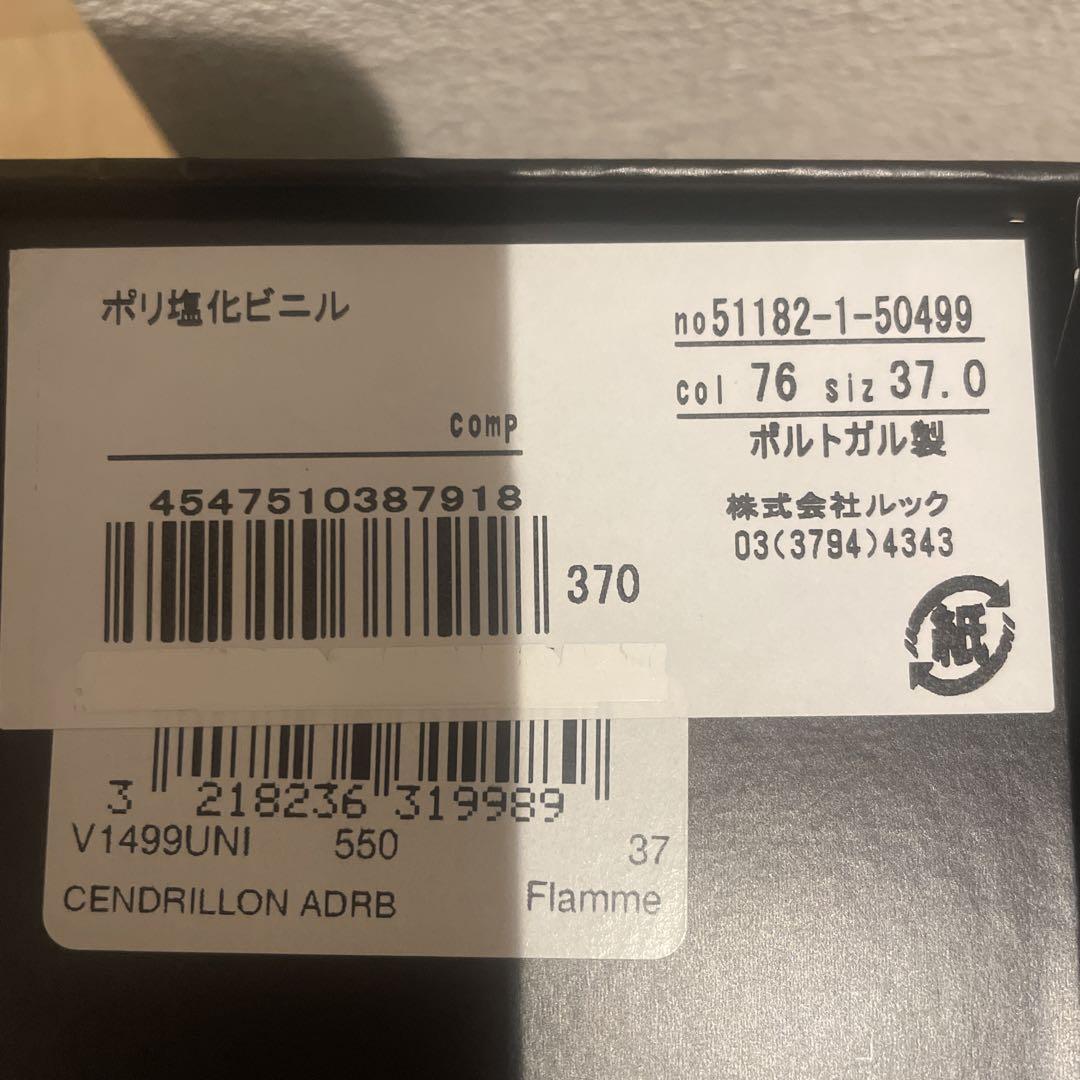 ポリ塩化ビニル
comp
4547510387918
370
no51182-1-50499
col 76 siz 37.0
ポルトガル製
株式会社ルック
03(3794)4343
紙
3 218236 319989
V1499UNI 550 37
CENDRILLON ADRB Flamme